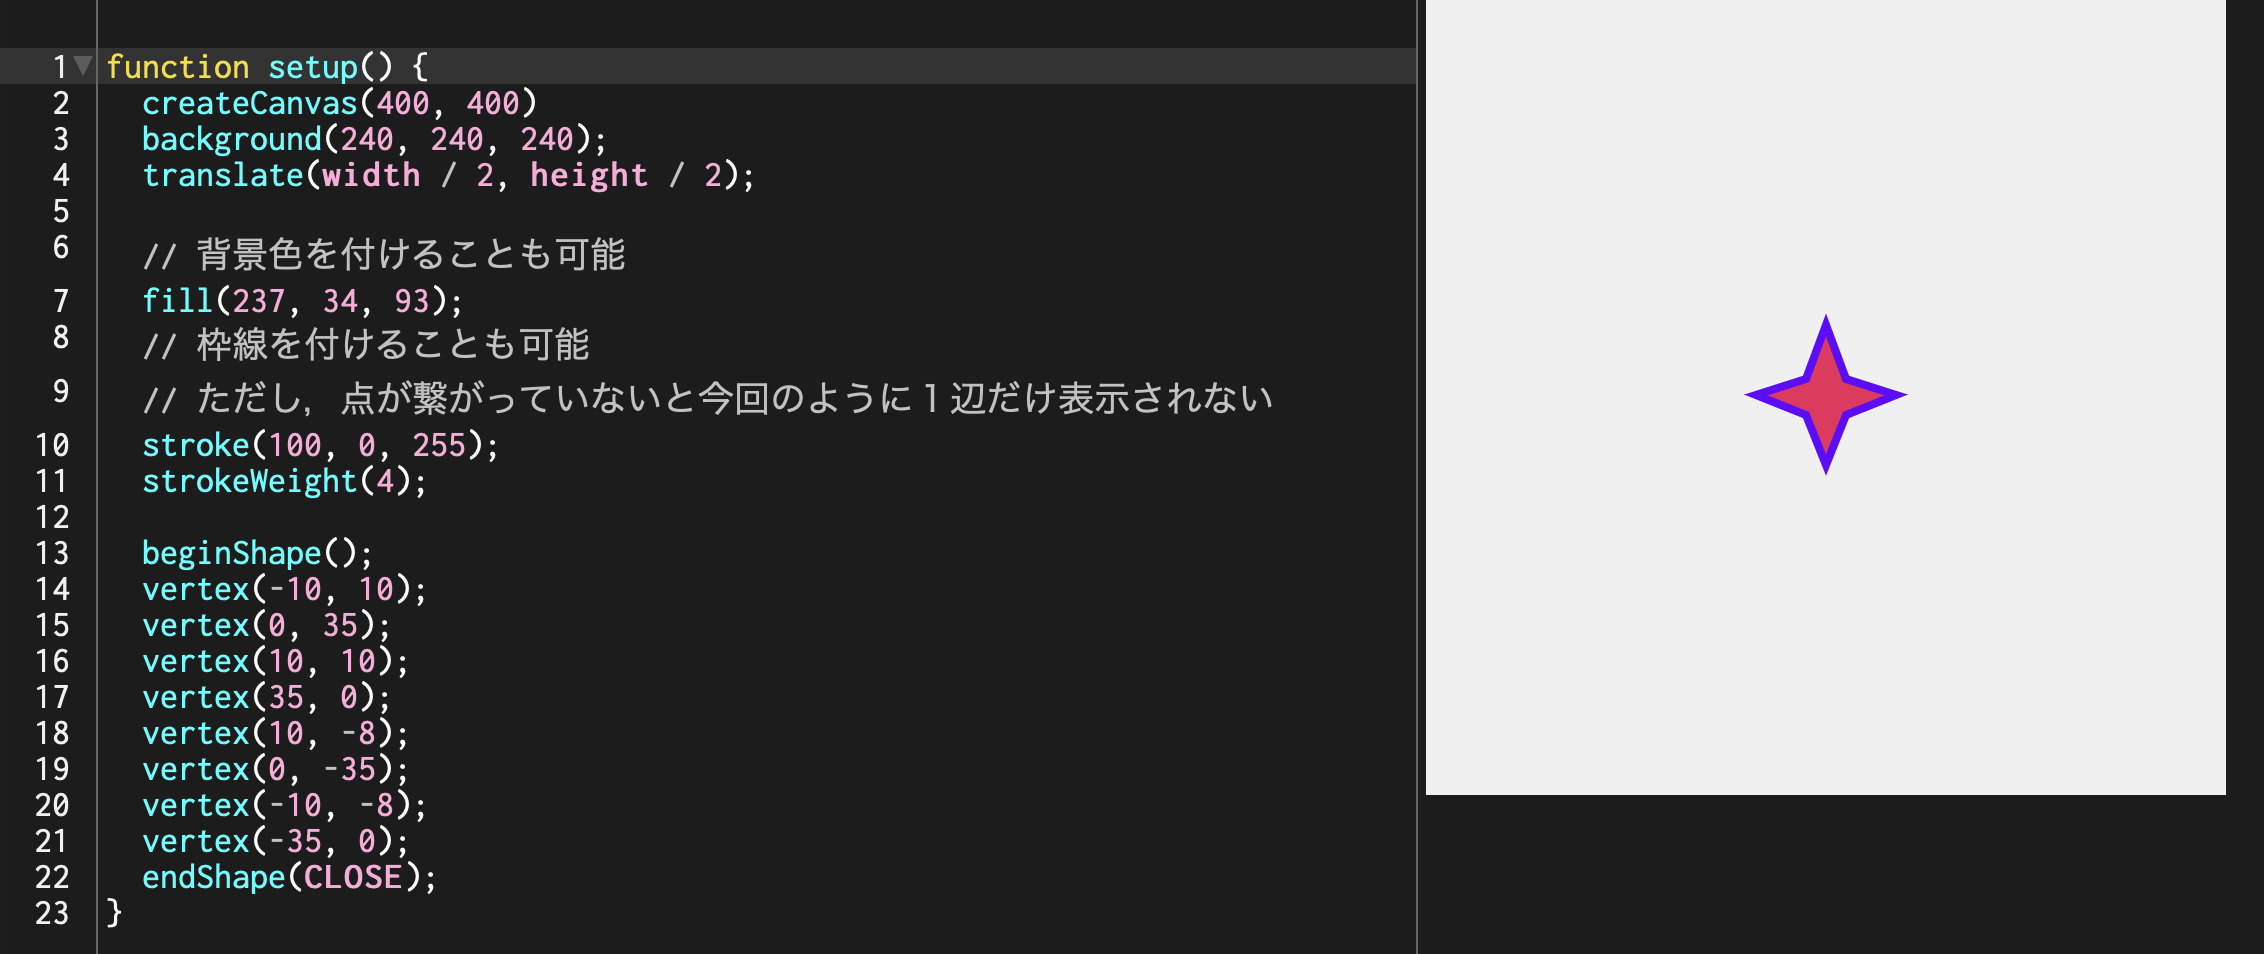 1 function setup() {
2 createCanvas(400, 400)
3 background(240, 240, 240);
4 translate(width / 2, height / 2);
5
6 // 背景色を付けることも可能
7 fill(237, 34, 93);
8 // 枠線を付けることも可能
9 // ただし，点が繋がっていないと今回のように１辺だけ表示されない
10 stroke(100, 0, 255);
11 strokeWeight(4);
12
13 beginShape();
14 vertex(-10, 10);
15 vertex(0, 35);
16 vertex(10, 10);
17 vertex(35, 0);
18 vertex(10, -8);
19 vertex(0, -35);
20 vertex(-10, -8);
21 vertex(-35, 0);
22 endShape(CLOSE);
23 }